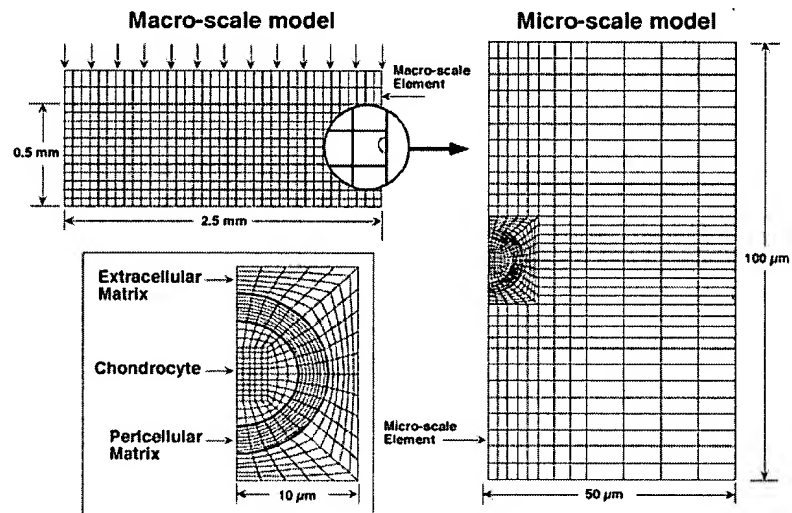 Macro-scale model
Micro-scale model
Macro-scale
Element
0.5 mm
2.5 mm
100 µm
Extracellular
Matrix
Chondrocyte
Pericellular
Matrix
Micro-scale
Element
10 µm
50 µm